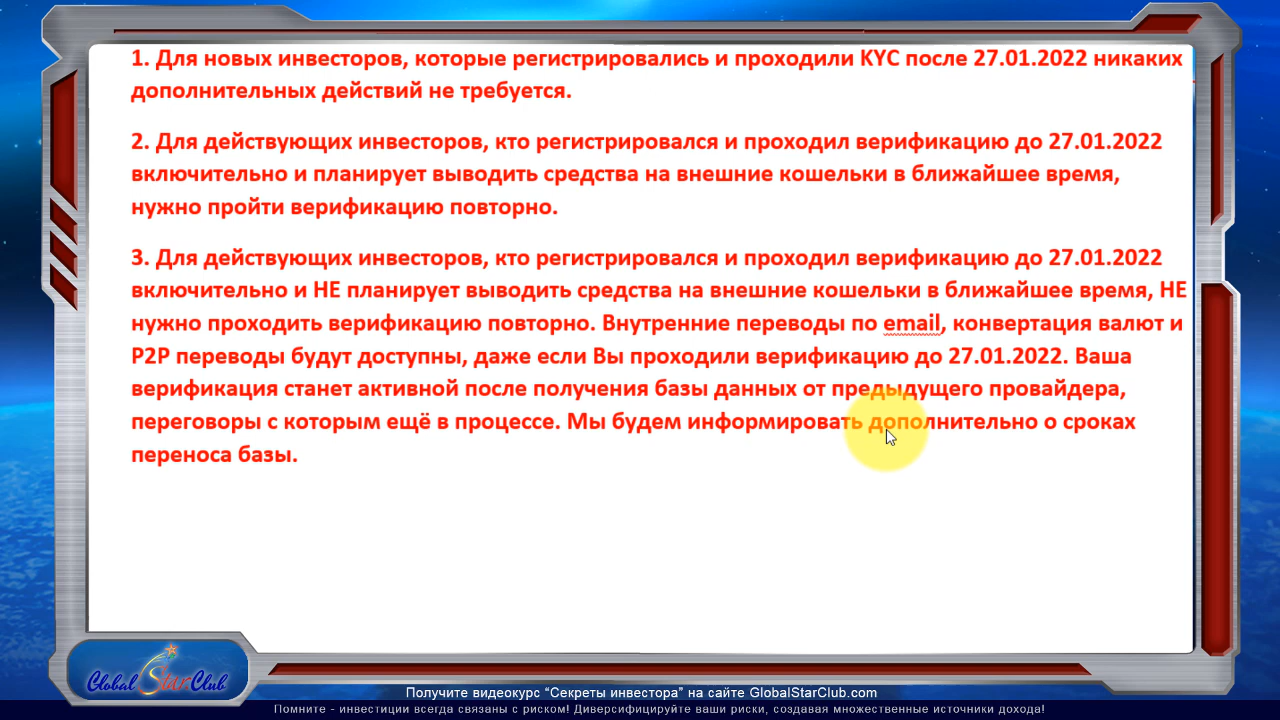 1. Для новых инвесторов, которые регистрировались и проходили KYC после 27.01.2022 никаких
дополнительных действий не требуется.
2. Для действующих инвесторов, кто регистрировался и проходил верификацию до 27.01.2022
включительно и планирует выводить средства на внешние кошельки в ближайшее время,
нужно пройти верификацию повторно.
3. Для действующих инвесторов, кто регистрировался и проходил верификацию до 27.01.2022
включительно и НЕ планирует выводить средства на внешние кошельки в ближайшее время, НЕ
нужно проходить верификацию повторно. Внутренние переводы по email, конвертация валют и
P2P переводы будут доступны, даже если Вы проходили верификацию до 27.01.2022. Ваша
верификация станет активной после получения базы данных от предыдущего провайдера,
переговоры с которым ещё в процессе. Мы будем информировать дополнительно о сроках
переноса базы.
Global Star Club
Получите видеокурс “Секреты инвестора” на сайте GlobalStarClub.com
Помните - инвестиции всегда связаны с риском! Диверсифицируйте ваши риски, создавая множественные источники дохода!